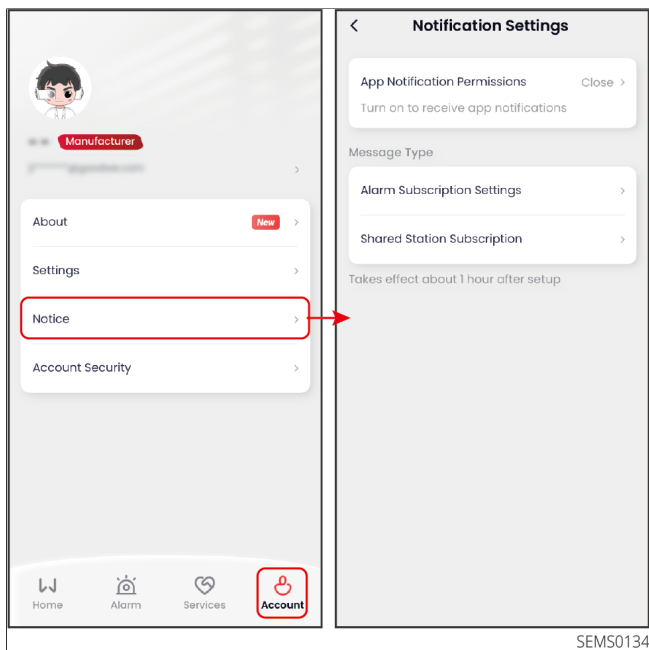 Manufacturer
About
New
Settings
Notice
Account Security
Home
Alarm
Services
Account
Notification Settings
App Notification Permissions
Close
Turn on to receive app notifications
Message Type
Alarm Subscription Settings
Shared Station Subscription
Takes effect about 1 hour after setup
SEMS0134